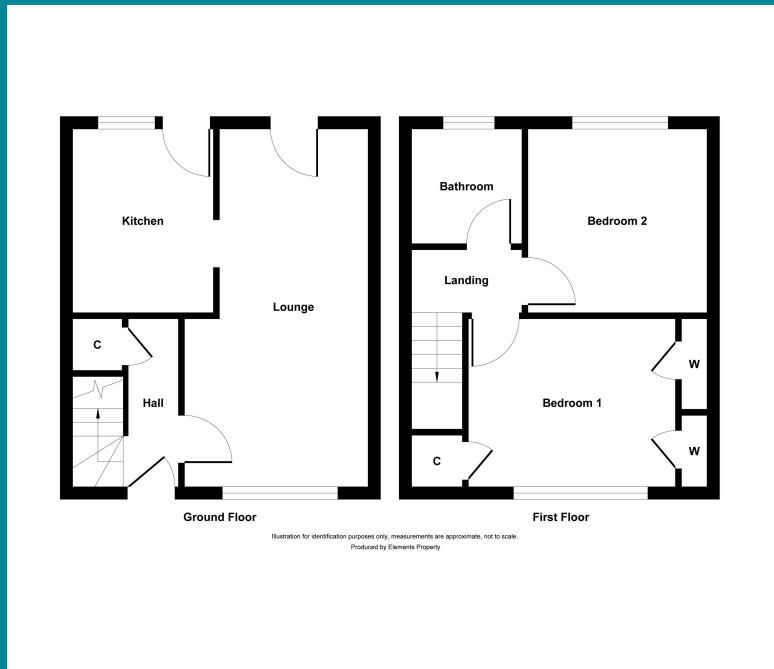 Kitchen
Lounge
C
Hall
Ground Floor
Bathroom
Bedroom 2
Landing
Bedroom 1
W
W
C
First Floor
Illustration for identification purposes only, measurements are approximate, not to scale.
Produced by Elements Property